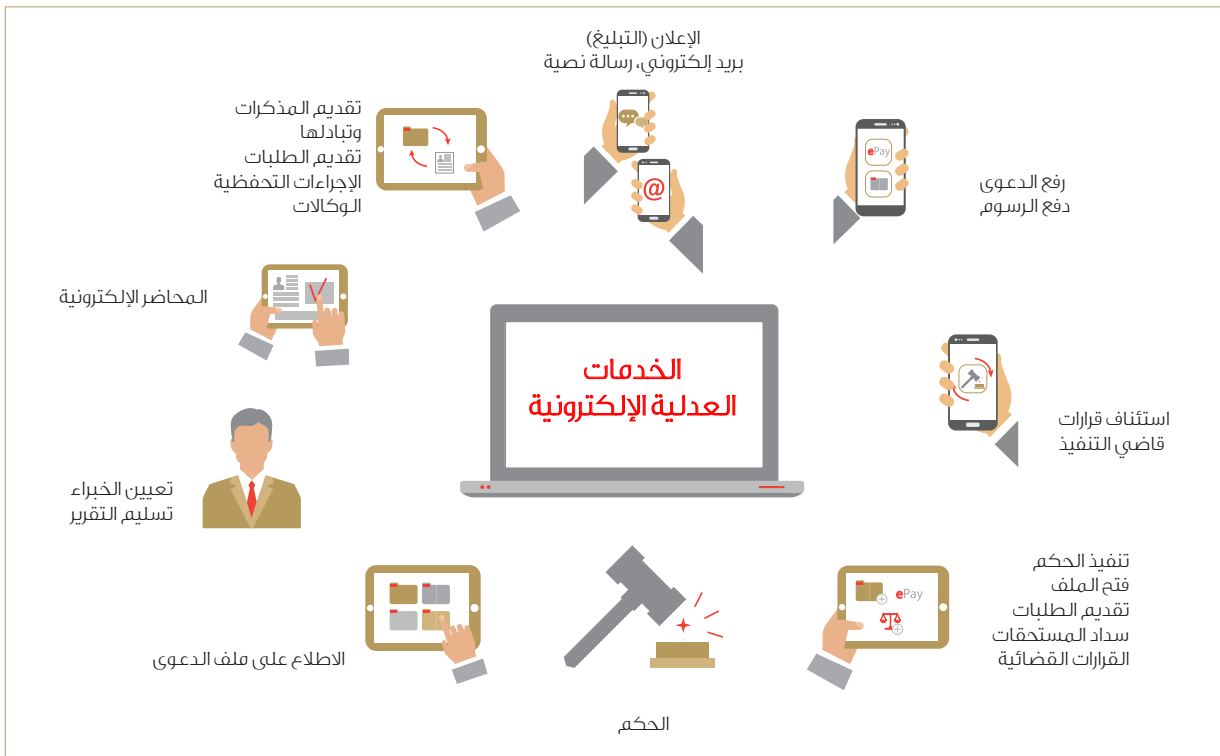 الإعلان (التبليغ)
بريد إلكتروني، رسالة نصية
رفع الدعوى
دفع الرسوم
ePay
@
تقديم المذكرات
وتبادلها
تقديم الطلبات
الإجراءات التحفظية
الوكالات
المحاضر الإلكترونية
الخدمات
العدلية الإلكترونية
استئناف قرارات
قاضي التنفيذ
تعيين الخبراء
تسليم التقرير
تنفيذ الحكم
فتح الملف
تقديم الطلبات
سداد المستحقات
القرارات القضائية
ePay
الاطلاع على ملف الدعوى
الحكم